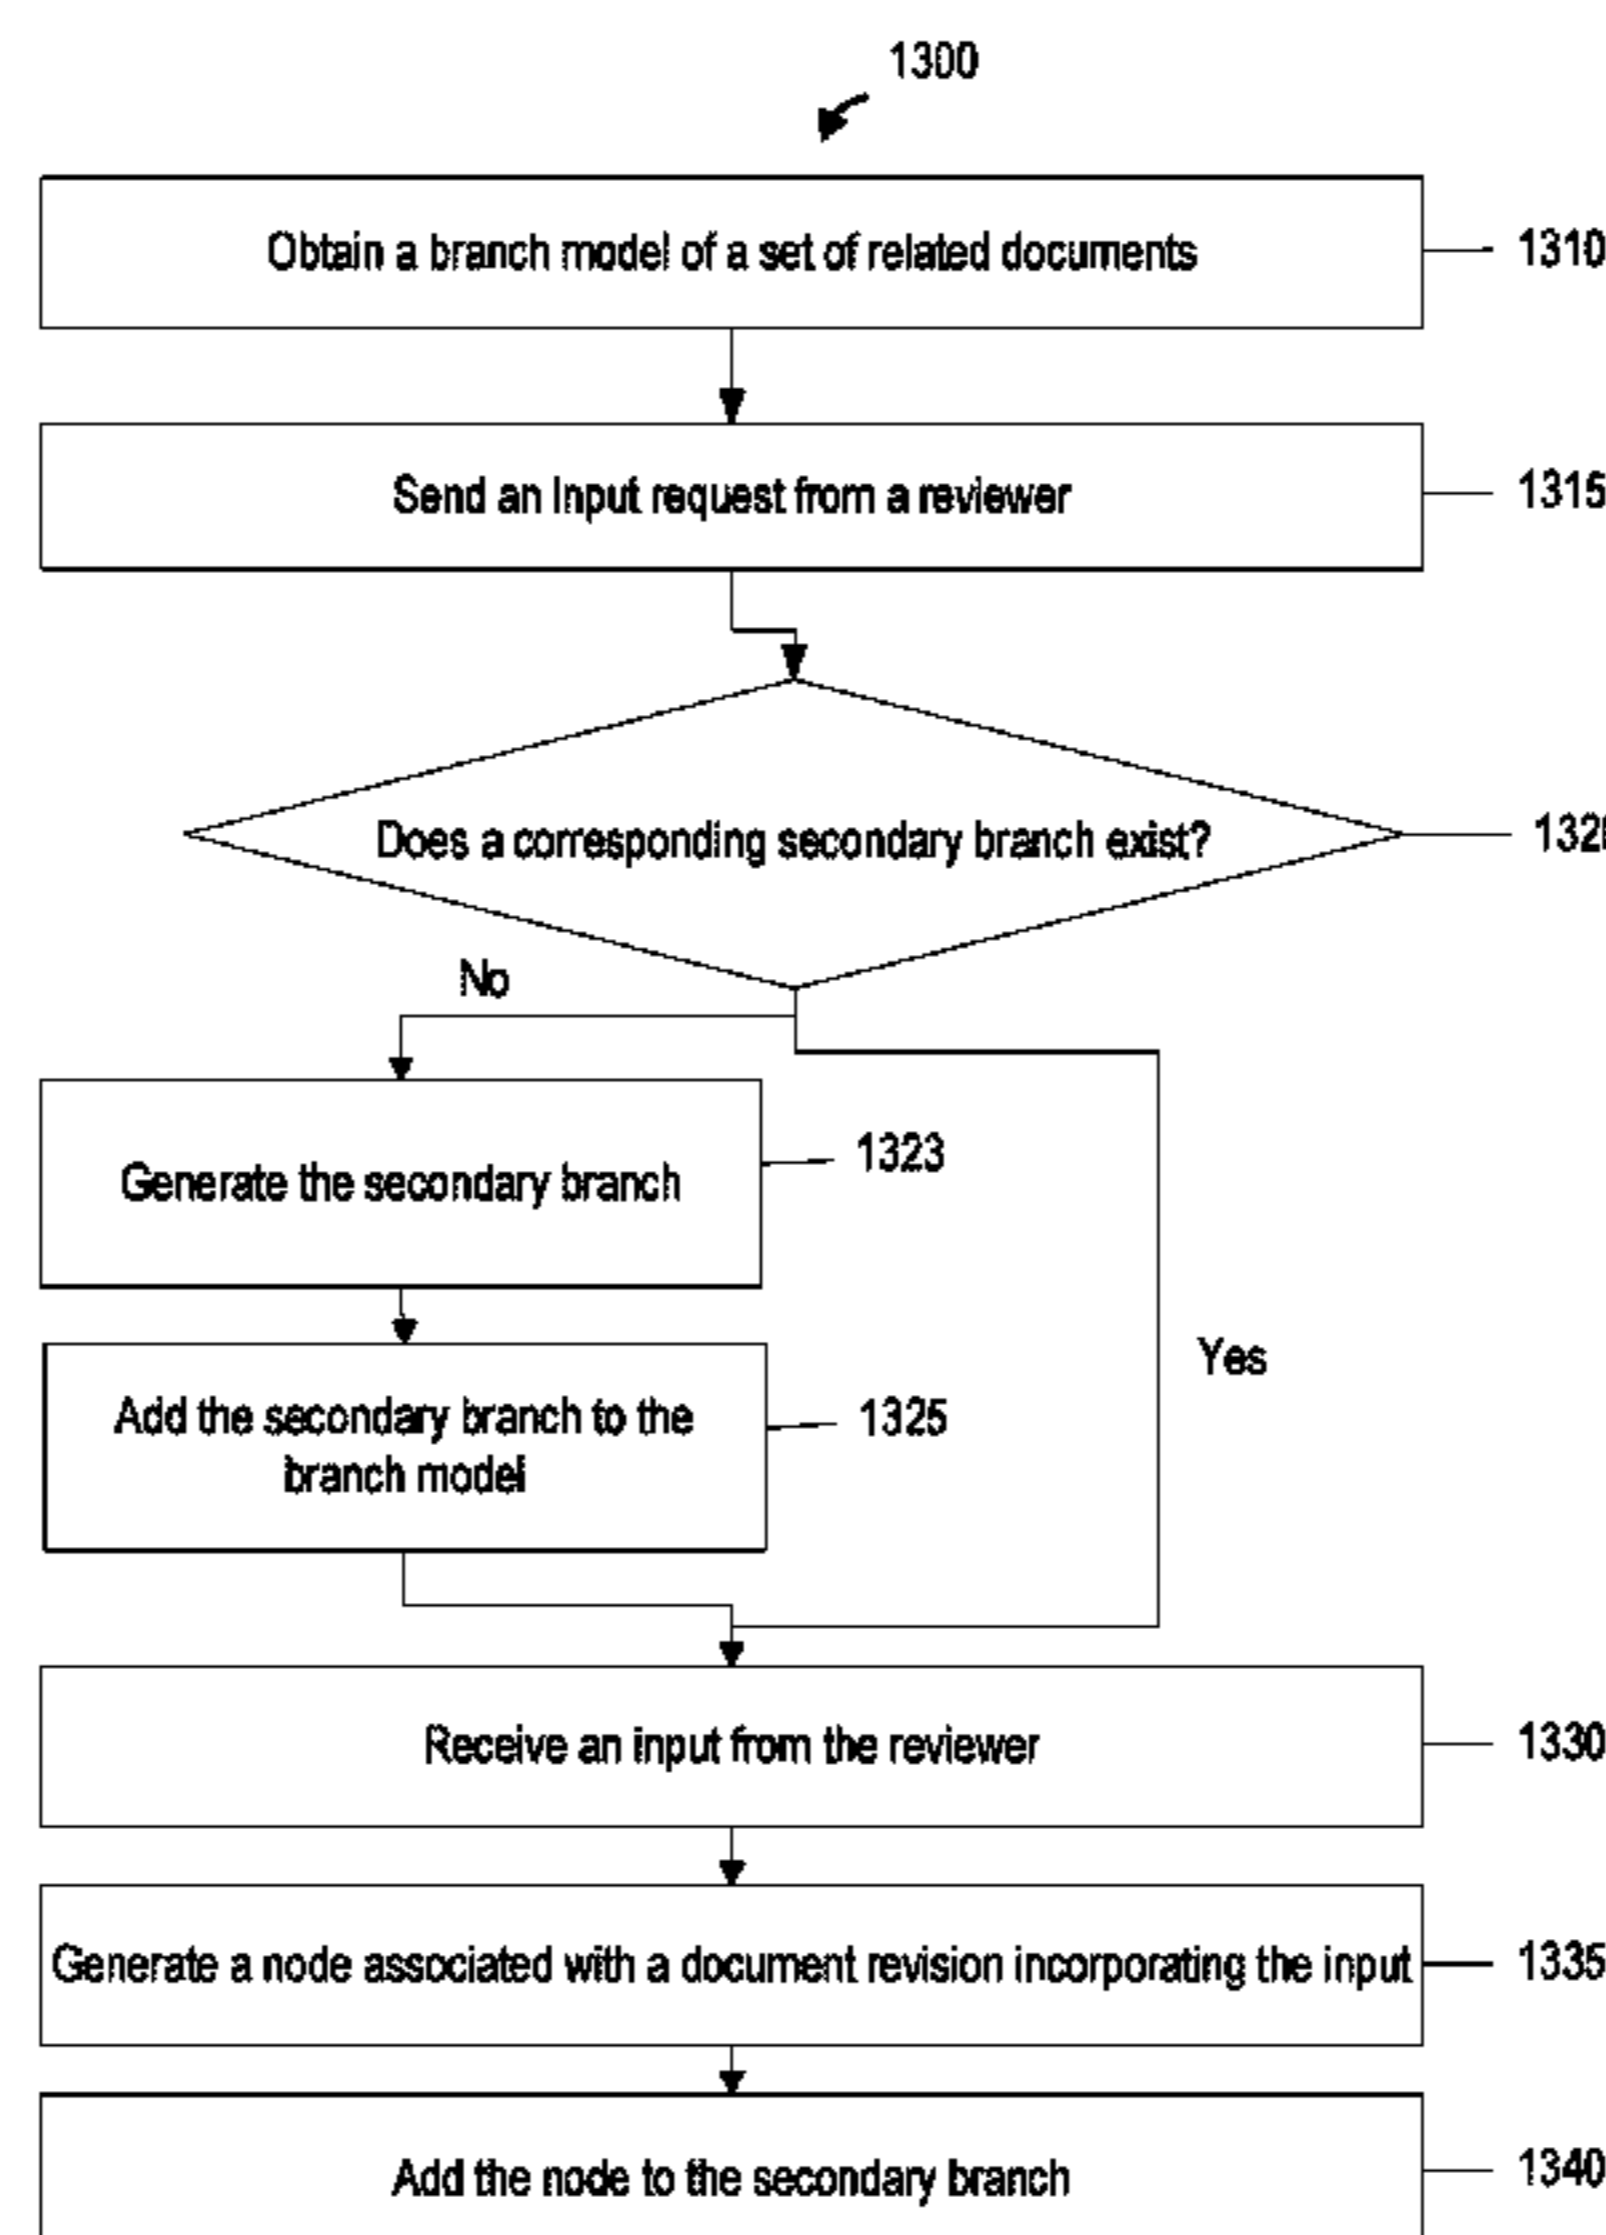 1300
Obtain a branch model of a set of related documents
1310
Send an input request from a reviewer
1315
Does a corresponding secondary branch exist?
No
Generate the secondary branch
1323
Yes
Add the secondary branch to the
branch model
1325
Receive an input from the reviewer
1330
Generate a node associated with a document revision incorporating the input
1335
Add the node to the secondary branch
1340